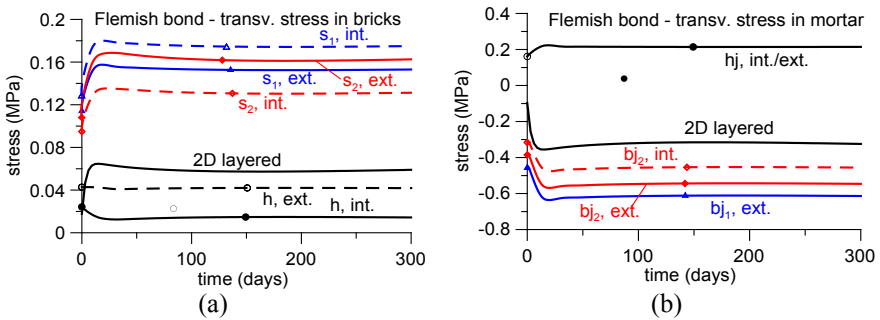 (a)
Flemish bond - transv. stress in bricks
0.2
0.16
0.12
0.08
0.04
0
stress (MPa)
s1, int.
s1, ext.
s2, ext.
s2, int.
2D layered
h, ext.
h, int.
0 100 200 300
time (days)
(a)
(b)
Flemish bond - transv. stress in mortar
0.4
0.2
0
-0.2
-0.4
-0.6
-0.8
stress (MPa)
hj, int./ext.
2D layered
bj2, int.
bj2, ext.
bj1, ext.
0 100 200 300
time (days)
(b)